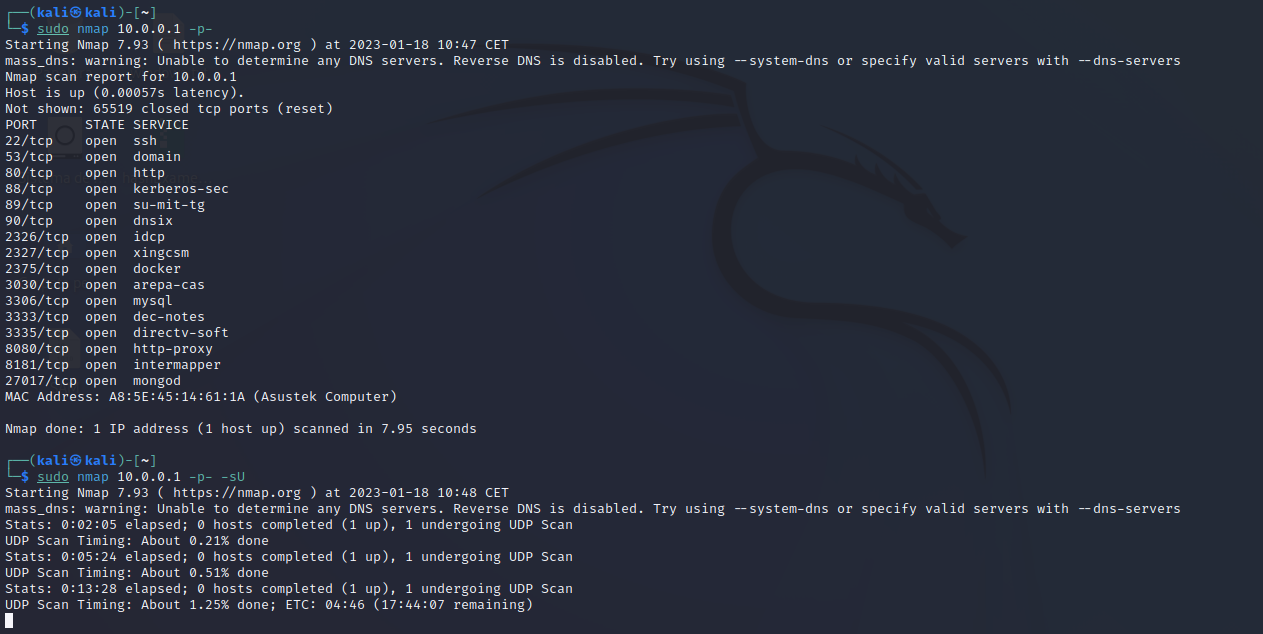 ┌──(kali㉿kali)-[~]
└─$ sudo nmap 10.0.0.1 -p-
Starting Nmap 7.93 ( https://nmap.org ) at 2023-01-18 10:47 CET
mass_dns: warning: Unable to determine any DNS servers. Reverse DNS is disabled. Try using --system-dns or specify valid servers with --dns-servers
Nmap scan report for 10.0.0.1
Host is up (0.00057s latency).
Not shown: 65519 closed tcp ports (reset)
PORT      STATE SERVICE
22/tcp    open  ssh
53/tcp    open  domain
80/tcp    open  http
88/tcp    open  kerberos-sec
89/tcp    open  su-mit-tg
90/tcp    open  dnsix
2326/tcp  open  idcp
2327/tcp  open  xingcsm
2375/tcp  open  docker
3030/tcp  open  arepa-cas
3306/tcp  open  mysql
3333/tcp  open  dec-notes
3335/tcp  open  directv-soft
8080/tcp  open  http-proxy
8181/tcp  open  intermapper
27017/tcp open  mongod
MAC Address: A8:5E:45:14:61:1A (Asustek Computer)

Nmap done: 1 IP address (1 host up) scanned in 7.95 seconds

┌──(kali㉿kali)-[~]
└─$ sudo nmap 10.0.0.1 -p- -sU
Starting Nmap 7.93 ( https://nmap.org ) at 2023-01-18 10:48 CET
mass_dns: warning: Unable to determine any DNS servers. Reverse DNS is disabled. Try using --system-dns or specify valid servers with --dns-servers
Stats: 0:02:05 elapsed; 0 hosts completed (1 up), 1 undergoing UDP Scan
UDP Scan Timing: About 0.21% done
Stats: 0:05:24 elapsed; 0 hosts completed (1 up), 1 undergoing UDP Scan
UDP Scan Timing: About 0.51% done
Stats: 0:13:28 elapsed; 0 hosts completed (1 up), 1 undergoing UDP Scan
UDP Scan Timing: About 1.25% done; ETC: 04:46 (17:44:07 remaining)